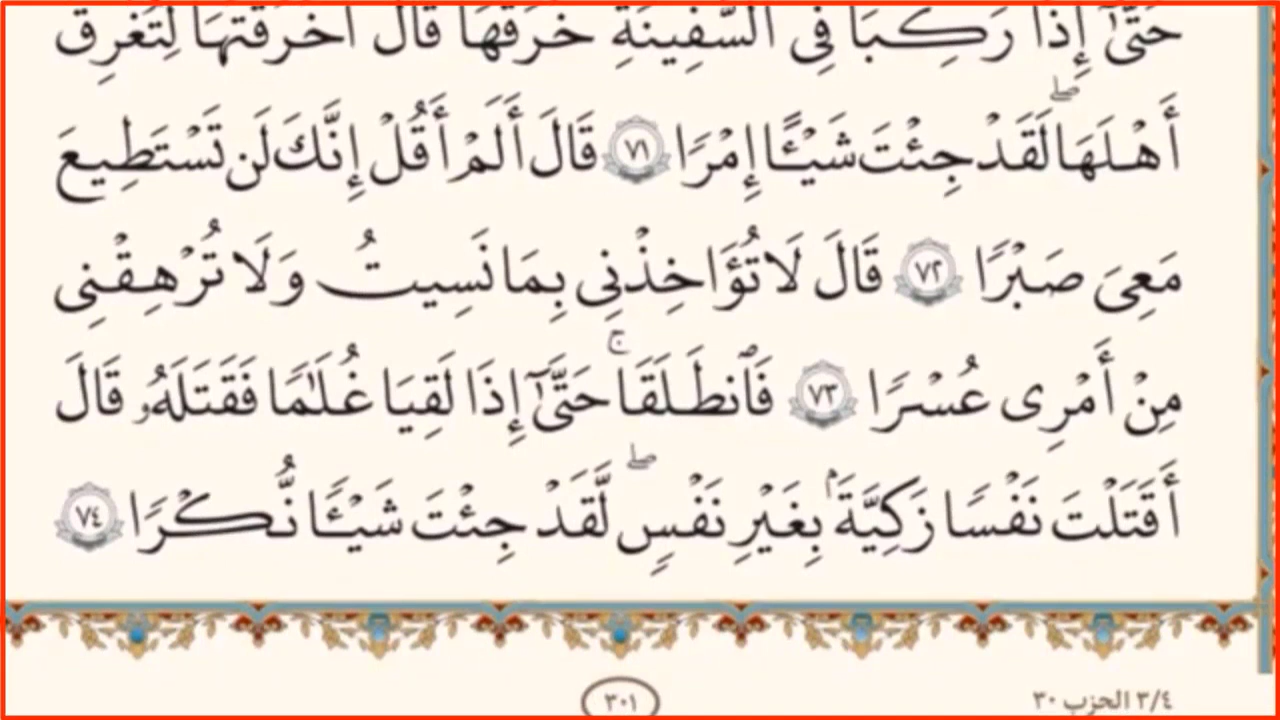 حَتَّىٰٓ إِذَا رَكِبَا فِى ٱلسَّفِينَةِ خَرَقَهَا قَالَ أَخَرَقْتَهَا لِتُغْرِقَ
أَهْلَهَا ۖ لَقَدْ جِئْتَ شَيْـًٔا إِمْرًا ٧١ قَالَ أَلَمْ أَقُلْ إِنَّكَ لَن تَسْتَطِيعَ
مَعِىَ صَبْرًا ٧٢ قَالَ لَا تُؤَاخِذْنِى بِمَا نَسِيتُ وَلَا تُرْهِقْنِى
مِنْ أَمْرِى عُسْرًا ٧٣ فَٱنطَلَقَا ۚ حَتَّىٰٓ إِذَا لَقِيَا غُلَـٰمًا فَقَتَلَهُۥ قَالَ
أَقَتَلْتَ نَفْسًا زَكِيَّةَۢ بِغَيْرِ نَفْسٍ ۖ لَّقَدْ جِئْتَ شَيْـًٔا نُّكْرًا ٧٤
٣/٤ الحزب ٣٠
٣٠١